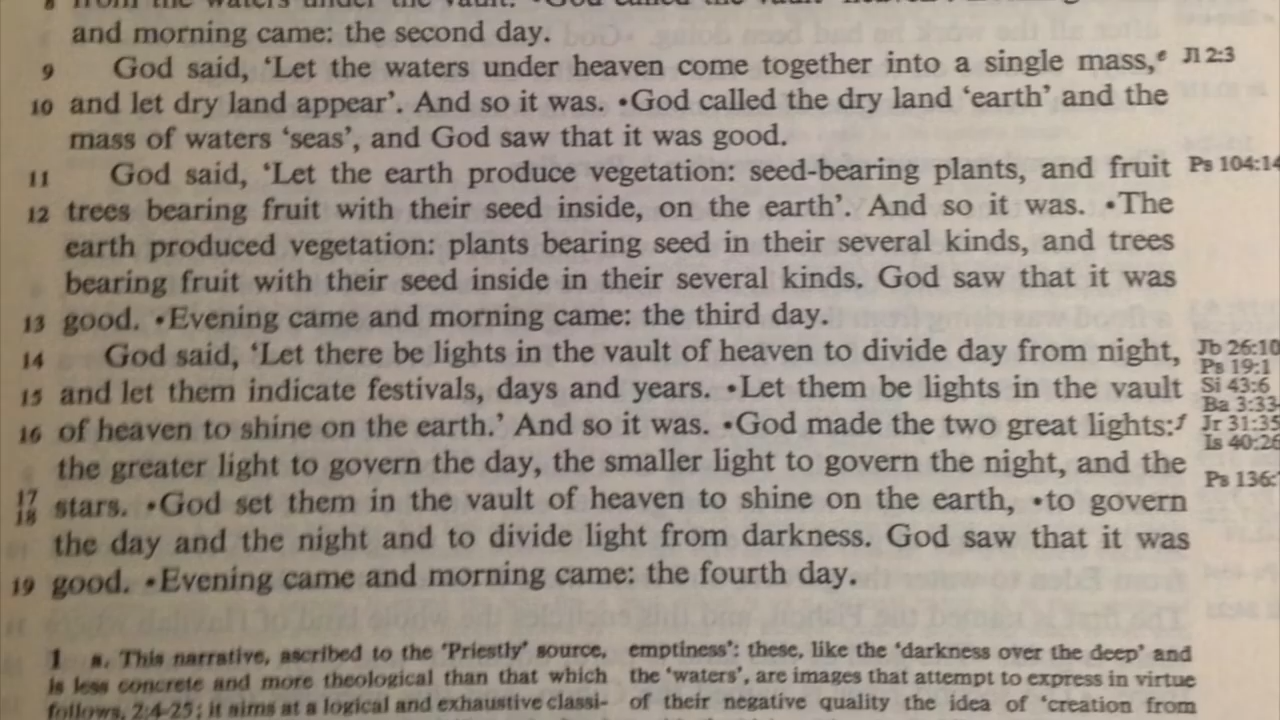 and morning came: the second day.
9 God said, ‘Let the waters under heaven come together into a single mass,e Jl 2:3
10 and let dry land appear’. And so it was. •God called the dry land ‘earth’ and the
mass of waters ‘seas’, and God saw that it was good.
11 God said, ‘Let the earth produce vegetation: seed-bearing plants, and fruit Ps 104:14
12 trees bearing fruit with their seed inside, on the earth’. And so it was. •The
earth produced vegetation: plants bearing seed in their several kinds, and trees
bearing fruit with their seed inside in their several kinds. God saw that it was
13 good. •Evening came and morning came: the third day.
14 God said, ‘Let there be lights in the vault of heaven to divide day from night, Jb 26:10
Ps 19:1
15 and let them indicate festivals, days and years. •Let them be lights in the vault Si 43:6
Ba 3:33
16 of heaven to shine on the earth.’ And so it was. •God made the two great lights:f Jr 31:35
Is 40:26
the greater light to govern the day, the smaller light to govern the night, and the
Ps 136:
17 stars. •God set them in the vault of heaven to shine on the earth, •to govern
18
the day and the night and to divide light from darkness. God saw that it was
19 good. •Evening came and morning came: the fourth day.
1 a. This narrative, ascribed to the ‘Priestly’ source,
is less concrete and more theological than that which
follows, 2:4-25; it aims at a logical and exhaustive classi-
emptiness’: these, like the ‘darkness over the deep’ and
the ‘waters’, are images that attempt to express in virtue
of their negative quality the idea of ‘creation from